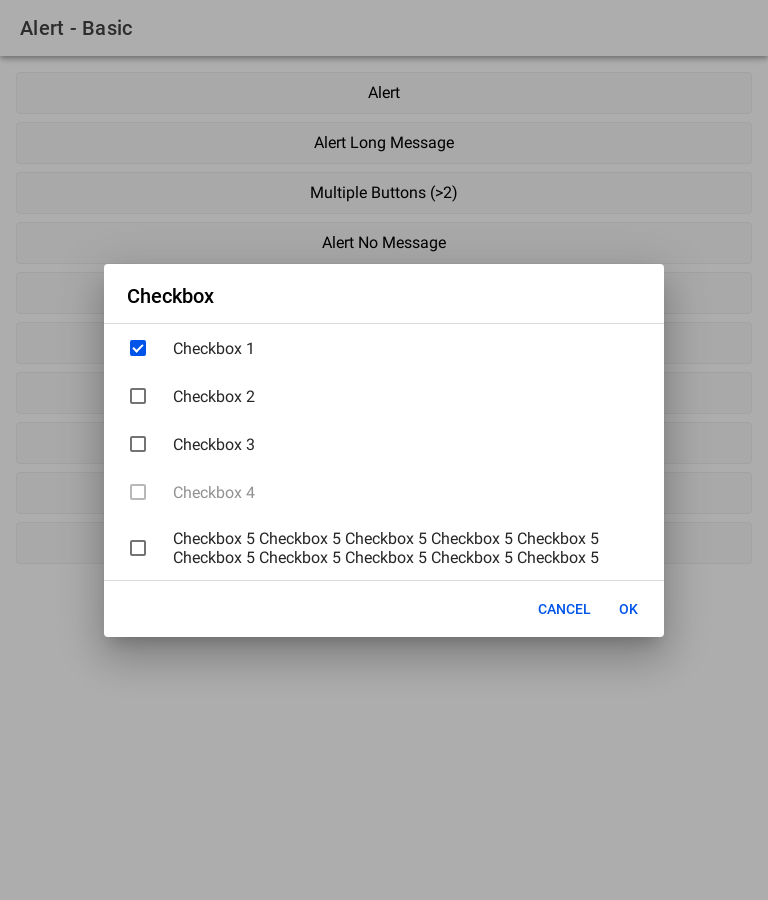 Alert - Basic
Alert
Alert Long Message
Multiple Buttons (>2)
Alert No Message
Checkbox
Checkbox 1
Checkbox 2
Checkbox 3
Checkbox 4
Checkbox 5 Checkbox 5 Checkbox 5 Checkbox 5 Checkbox 5
Checkbox 5 Checkbox 5 Checkbox 5 Checkbox 5 Checkbox 5
CANCEL OK